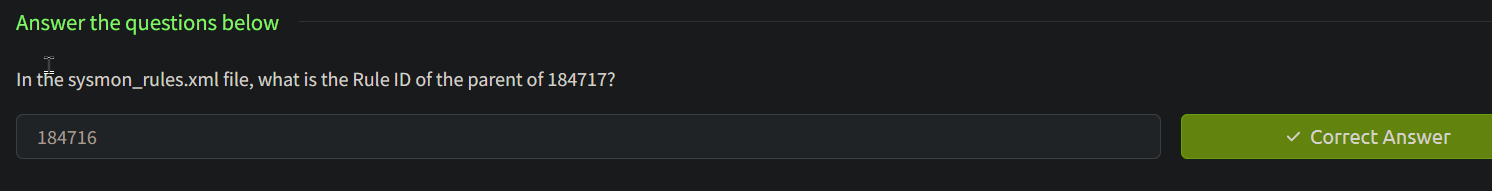 Answer the questions below
In the sysmon_rules.xml file, what is the Rule ID of the parent of 184717?
184716
✓ Correct Answer